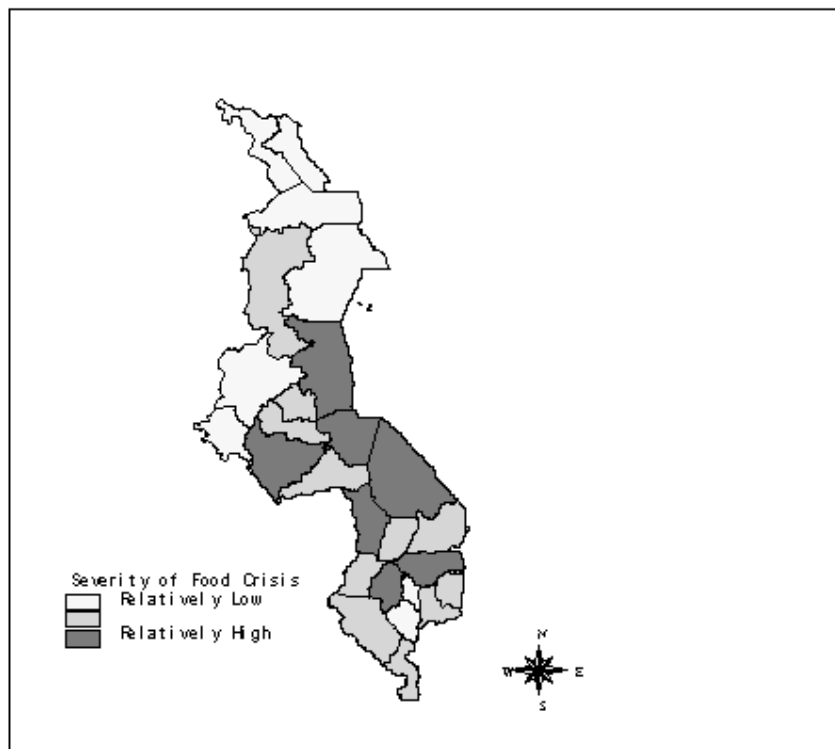 Severity of Food Crisis
Relatively Low
Relatively High
N
W E
S